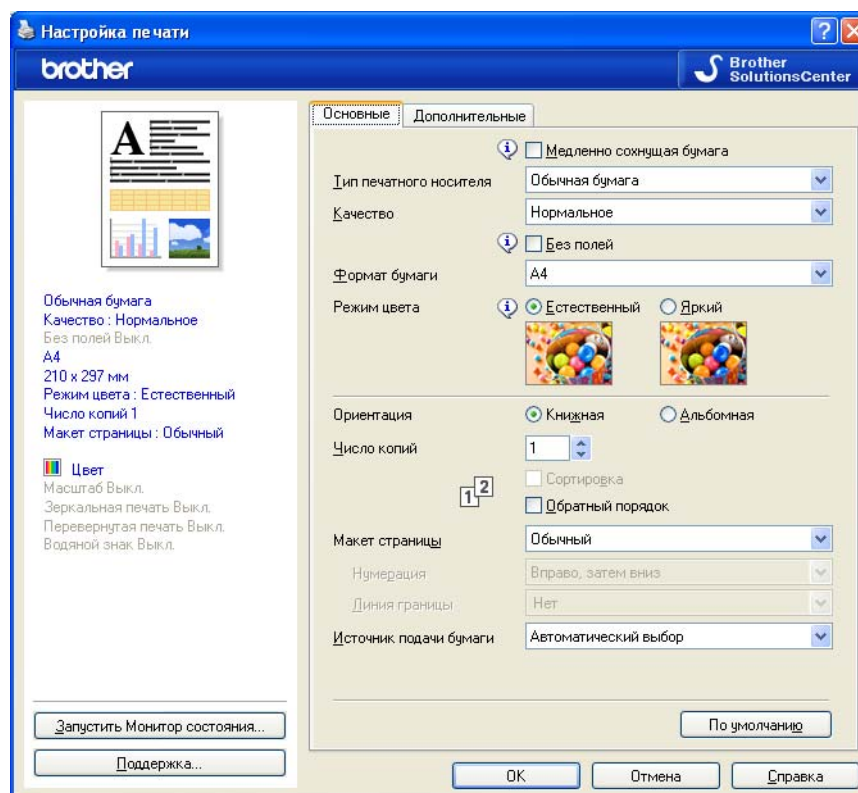 Настройка печати
brother
Brother
SolutionsCenter
A
Обычная бумага
Качество : Нормальное
Без полей Выкл.
A4
210 x 297 мм
Режим цвета : Естественный
Число копий 1
Макет страницы : Обычный
Цвет
Масштаб Выкл.
Зеркальная печать Выкл.
Перевернутая печать Выкл.
Водяной знак Выкл.
Запустить Монитор состояния...
Поддержка...
Основные Дополнительные
Медленно сохнущая бумага
Тип печатного носителя Обычная бумага
Качество Нормальное
Без полей
Формат бумаги A4
Режим цвета Естественный Яркий
Ориентация Книжная Альбомная
Число копий 1
Сортировка
12
Обратный порядок
Макет страницы Обычный
Нумерация Вправо, затем вниз
Линия границы Нет
Источник подачи бумаги Автоматический выбор
По умолчанию
OK Отмена Справка